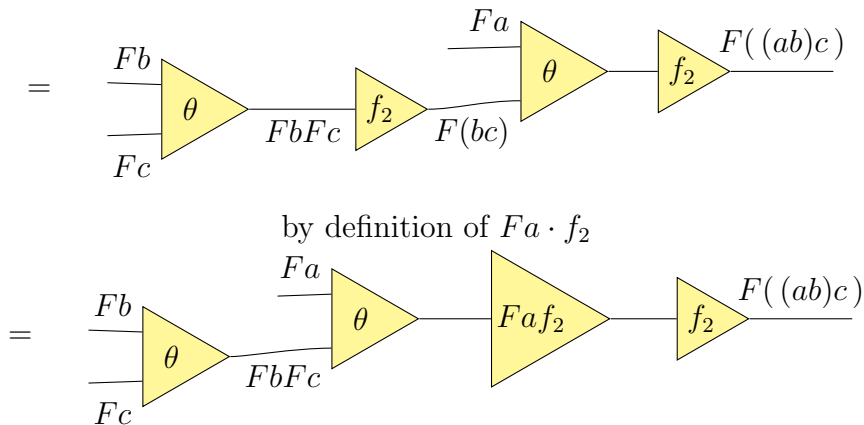 Fa F( (ab)c )
Fb
= θ f₂ θ f₂
FbFc F(bc)
Fc
by definition of Fa · f₂
Fa F( (ab)c )
Fb
= θ θ Faf₂ f₂
FbFc
Fc